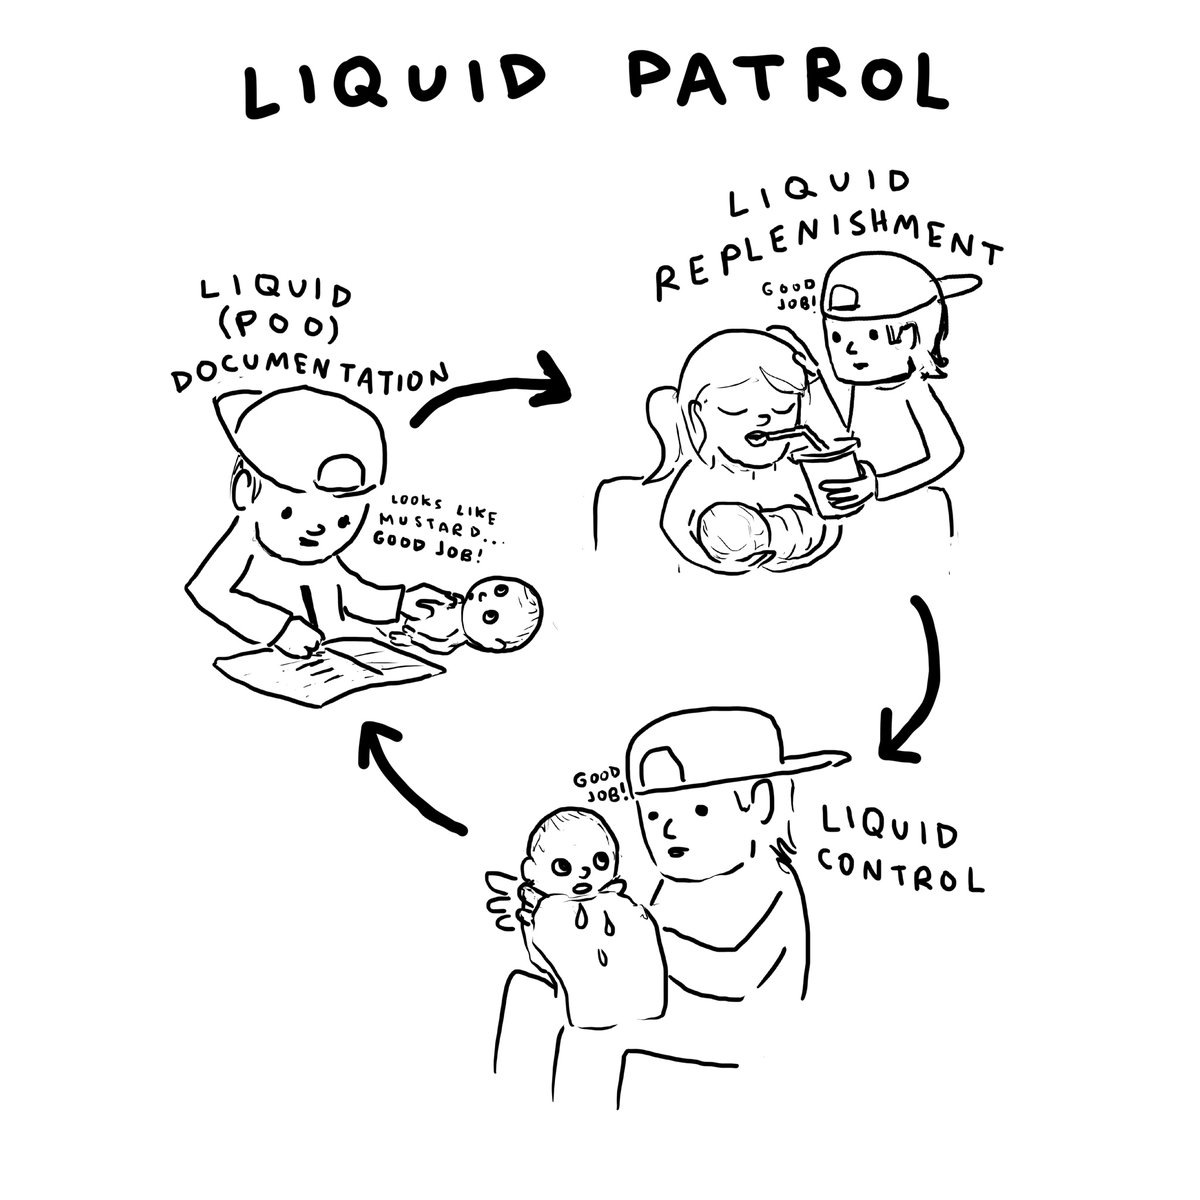 LIQUID PATROL
LIQUID
REPLENISHMENT
GOOD
JOB!
LIQUID
(POO)
DOCUMENTATION
LOOKS LIKE
MUSTARD...
GOOD JOB!
GOOD
JOB!
LIQUID
CONTROL